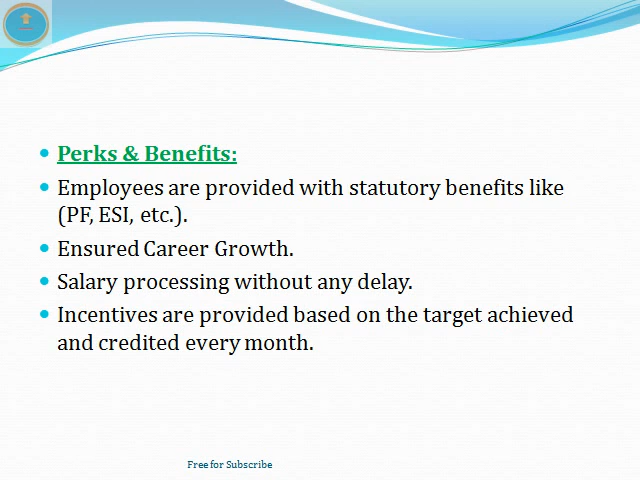 Perks & Benefits:
Employees are provided with statutory benefits like
(PF, ESI, etc.).
Ensured Career Growth.
Salary processing without any delay.
Incentives are provided based on the target achieved
and credited every month.
Free for Subscribe